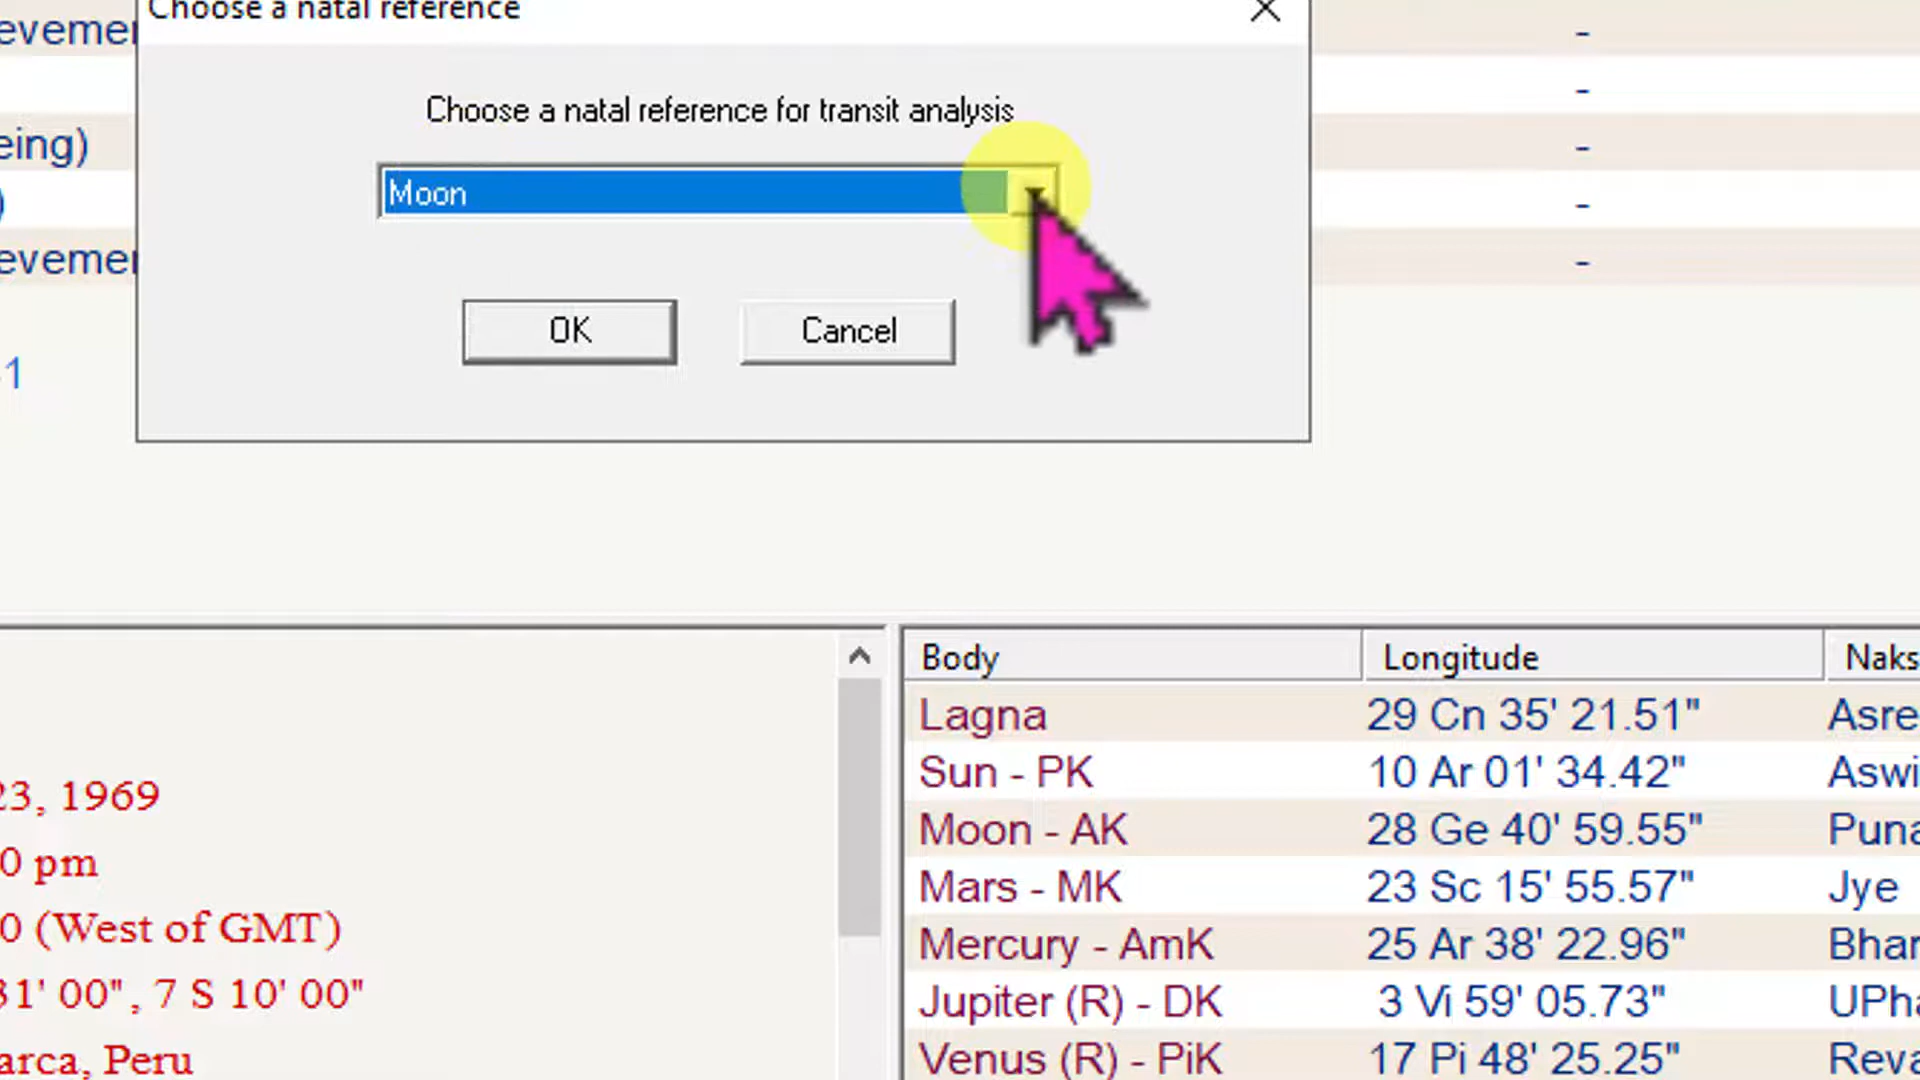 Choose a natal reference
evemer
-
-
eing)
-
Choose a natal reference for transit analysis
Moon
)
-
evemer
-
OK
Cancel
1
23, 1969
0 pm
0 (West of GMT)
31' 00", 7 S 10' 00"
arca, Peru
Body Longitude Naks
Lagna 29 Cn 35' 21.51" Asre
Sun - PK 10 Ar 01' 34.42" Aswi
Moon - AK 28 Ge 40' 59.55" Puna
Mars - MK 23 Sc 15' 55.57" Jye
Mercury - AmK 25 Ar 38' 22.96" Bhar
Jupiter (R) - DK 3 Vi 59' 05.73" UPha
Venus (R) - PiK 17 Pi 48' 25.25" Reva